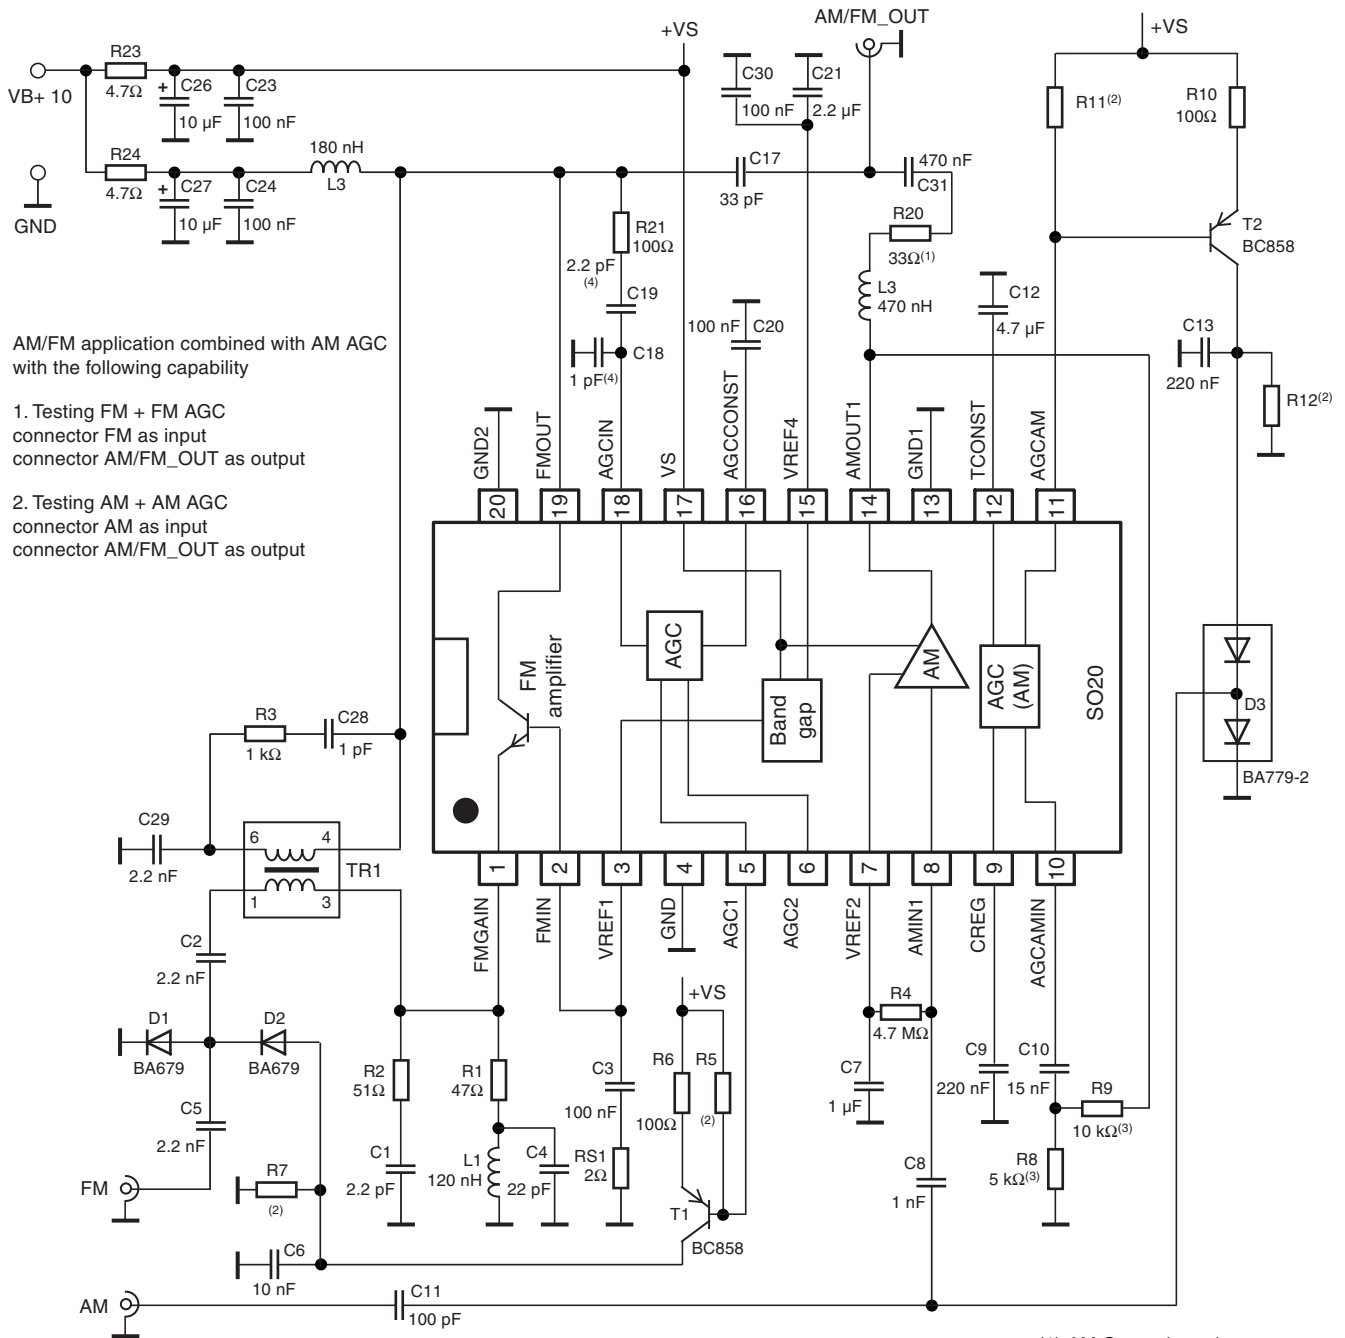 AM/FM_OUT
+VS
+VS
R23
4.7Ω
VB+ 10
+
C26
10 µF
C23
100 nF
C30
100 nF
C21
2.2 µF
R11(2)
R10
100Ω
R24
4.7Ω
+
C27
10 µF
C24
100 nF
180 nH
L3
GND
C17
33 pF
470 nF
C31
R20
33Ω(1)
T2
BC858
R21
100Ω
2.2 pF
(4)
C19
L3
470 nH
C12
4.7 µF
100 nF
C20
C18
1 pF(4)
C13
220 nF
R12(2)
AM/FM application combined with AM AGC
with the following capability
1. Testing FM + FM AGC
connector FM as input
connector AM/FM_OUT as output
2. Testing AM + AM AGC
connector AM as input
connector AM/FM_OUT as output
GND2
FMOUT
AGCIN
VS
AGCCONST
VREF4
AMOUT1
GND1
TCONST
AGCAM
20
19
18
17
16
15
14
13
12
11
FM
amplifier
AGC
Band
gap
AM
AGC
(AM)
SO20
D3
BA779-2
R3
1 kΩ
C28
1 pF
C29
2.2 nF
6
4
TR1
1
3
1
2
3
4
5
6
7
8
9
10
FMGAIN
FMIN
VREF1
GND
AGC1
AGC2
VREF2
AMIN1
CREG
AGCAMIN
C2
2.2 nF
+VS
R4
4.7 MΩ
D1
BA679
D2
BA679
R2
51Ω
R1
47Ω
C3
100 nF
R6
100Ω
R5
(2)
C7
1 µF
C9
220 nF
C10
15 nF
R9
10 kΩ(3)
C5
2.2 nF
C1
2.2 pF
L1
120 nH
C4
22 pF
RS1
2Ω
C8
1 nF
R8
5 kΩ(3)
FM
R7
(2)
T1
BC858
C6
10 nF
AM
C11
100 pF